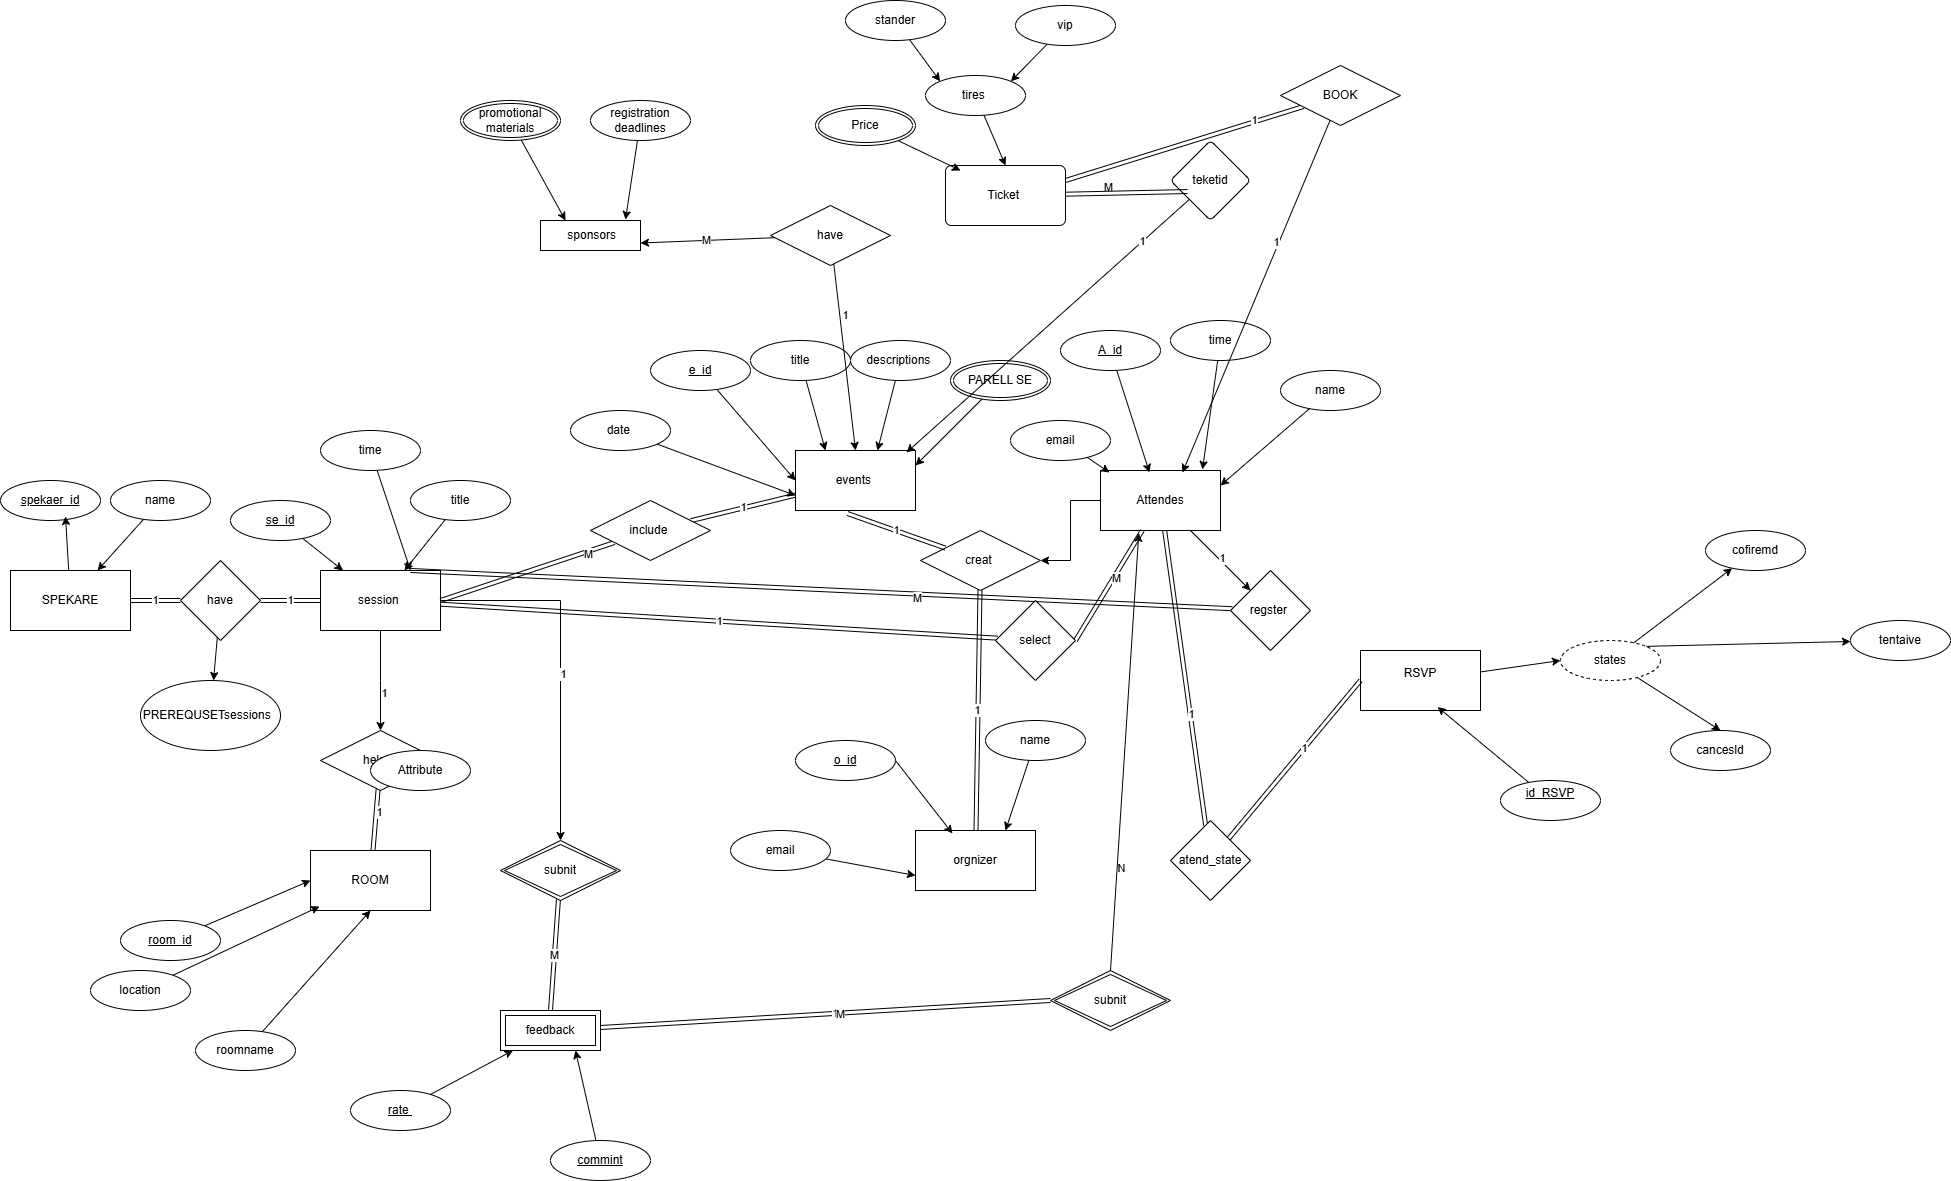 stander
vip
tires
BOOK
promotional
materials
registration
deadlines
Price
1
Ticket
M
teketid
sponsors
M
have
1
1
1
e_id
title
descriptions
PARELL SE
A_id
time
name
date
email
time
events
Attendes
spekaer_id
name
se_id
title
include
1
M
1
creat
1
cofiremd
SPEKARE
1
have
1
session
M
M
regster
1
select
tentaive
states
RSVP
PREREQUSETsessions
1
1
1
1
1
name
cancesld
hel
Attribute
o_id
id_RSVP
1
ROOM
subnit
email
orgnizer
atend_state
N
room_id
M
location
subnit
1M
feedback
roomname
rate
commint